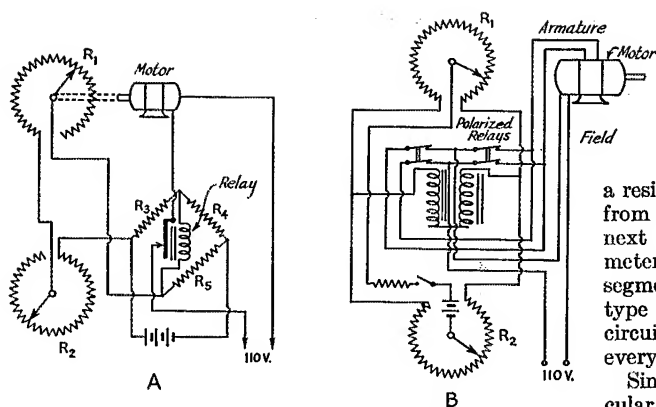 R1
Motor
Relay
R3
R4
R5
R2
110 V.
A
R1
Armature
Motor
Polarized
Relays
Field
R2
110 V.
B
a resi
from
next
meter
segme
type
circui
every
Sin
cular